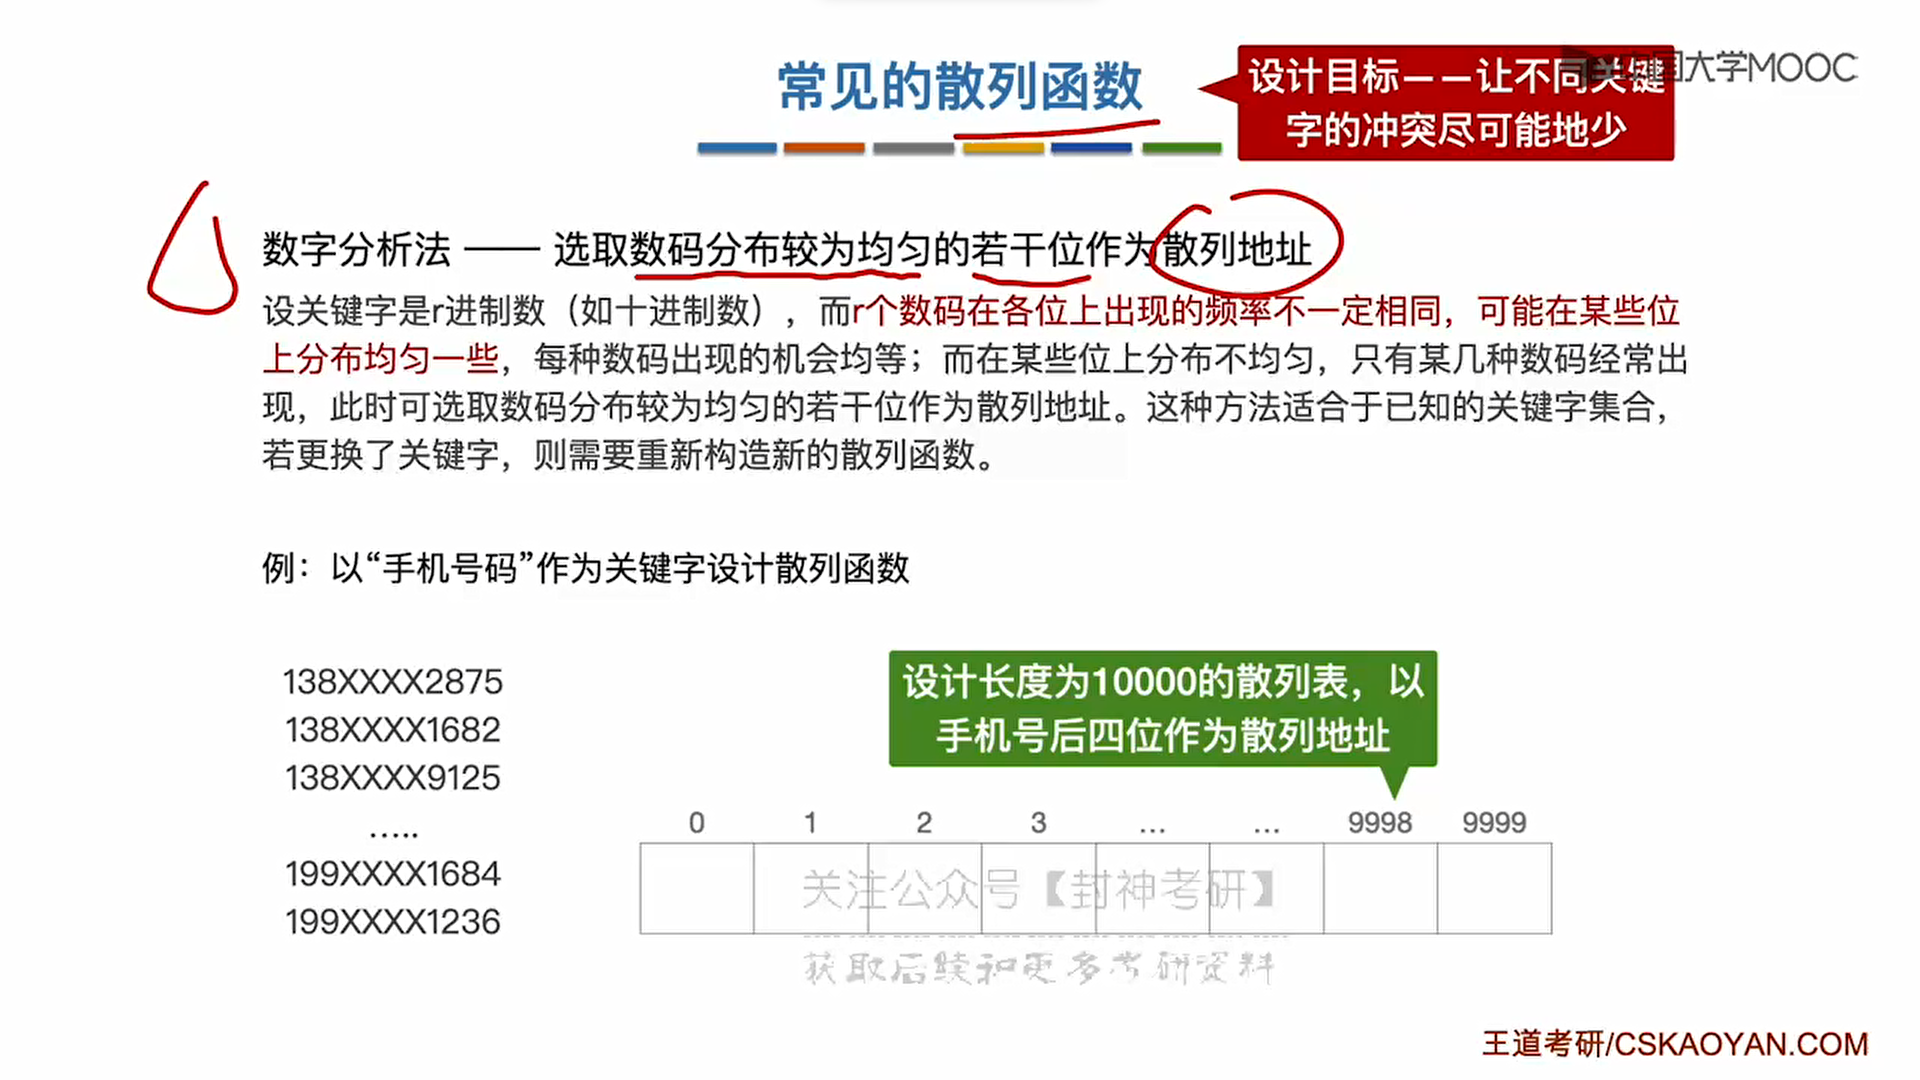 常见的散列函数
设计目标——让不同关键
字的冲突尽可能地少
中国大学MOOC
数字分析法 —— 选取数码分布较为均匀的若干位作为散列地址
设关键字是r进制数（如十进制数），而r个数码在各位上出现的频率不一定相同，可能在某些位
上分布均匀一些，每种数码出现的机会均等；而在某些位上分布不均匀，只有某几种数码经常出
现，此时可选取数码分布较为均匀的若干位作为散列地址。这种方法适合于已知的关键字集合，
若更换了关键字，则需要重新构造新的散列函数。
例：以“手机号码”作为关键字设计散列函数
138XXXX2875
138XXXX1682
138XXXX9125
…..
199XXXX1684
199XXXX1236
设计长度为10000的散列表，以
手机号后四位作为散列地址
0 1 2 3 … … 9998 9999
关注公众号【封神考研】
获取后续和更多考研资料
王道考研/CSKAOYAN.COM